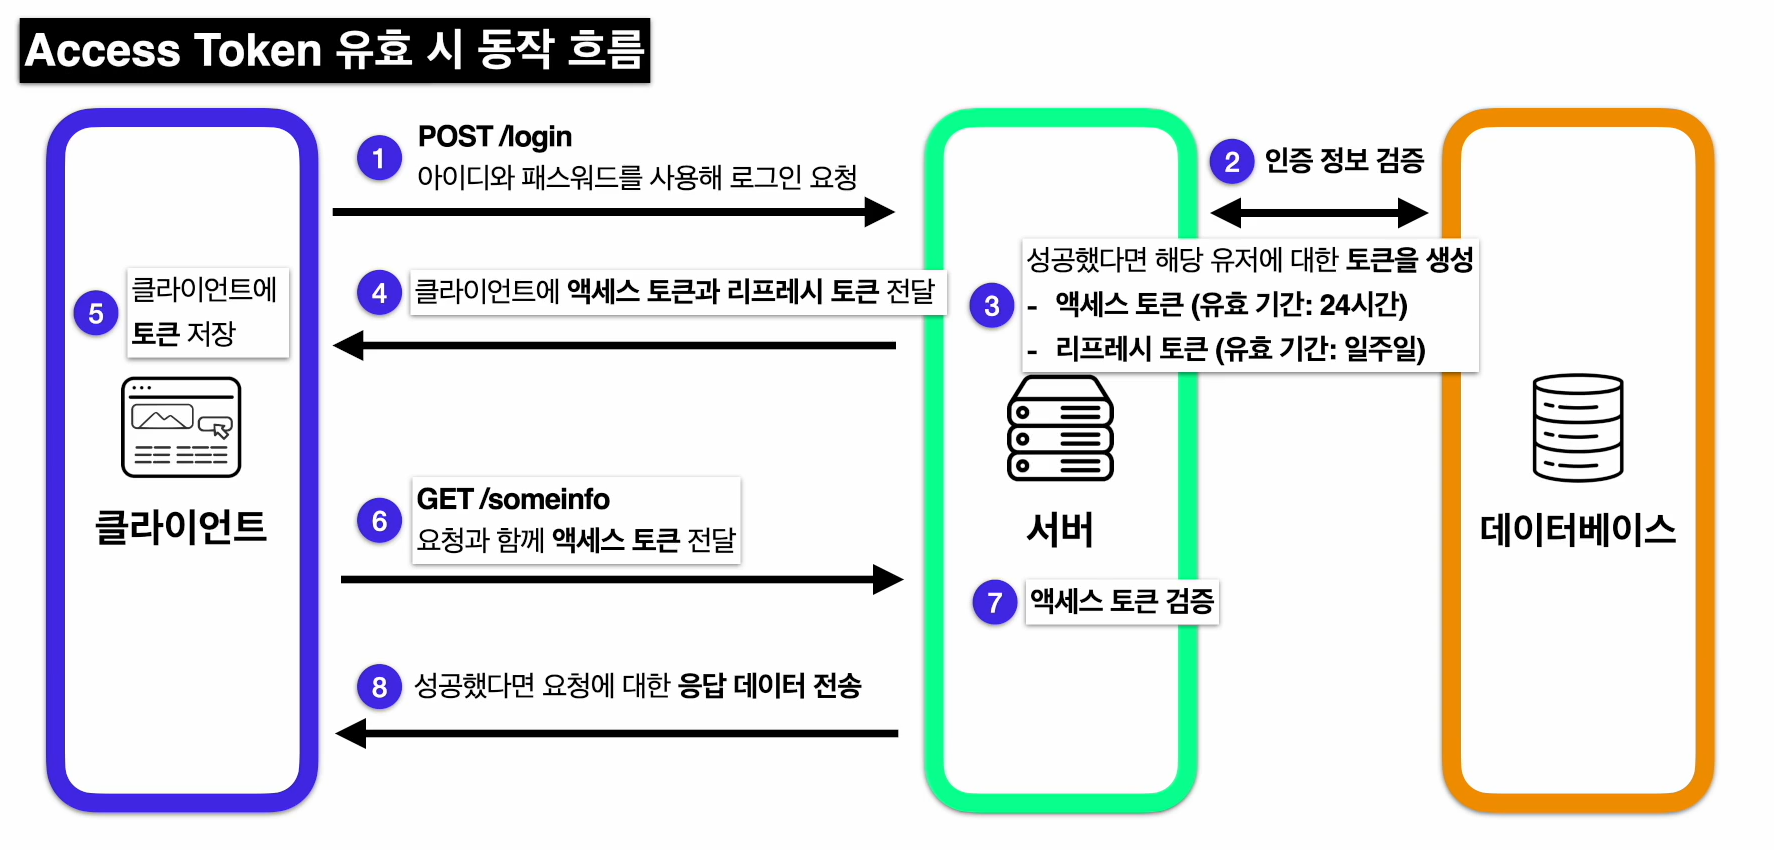 Access Token 유효 시 동작 흐름
1
POST /login
아이디와 패스워드를 사용해 로그인 요청
2
인증 정보 검증
3
성공했다면 해당 유저에 대한 토큰을 생성
- 액세스 토큰 (유효 기간: 24시간)
- 리프레시 토큰 (유효 기간: 일주일)
4
클라이언트에 액세스 토큰과 리프레시 토큰 전달
5
클라이언트에
토큰 저장
클라이언트
서버
데이터베이스
6
GET /someinfo
요청과 함께 액세스 토큰 전달
7
액세스 토큰 검증
8
성공했다면 요청에 대한 응답 데이터 전송